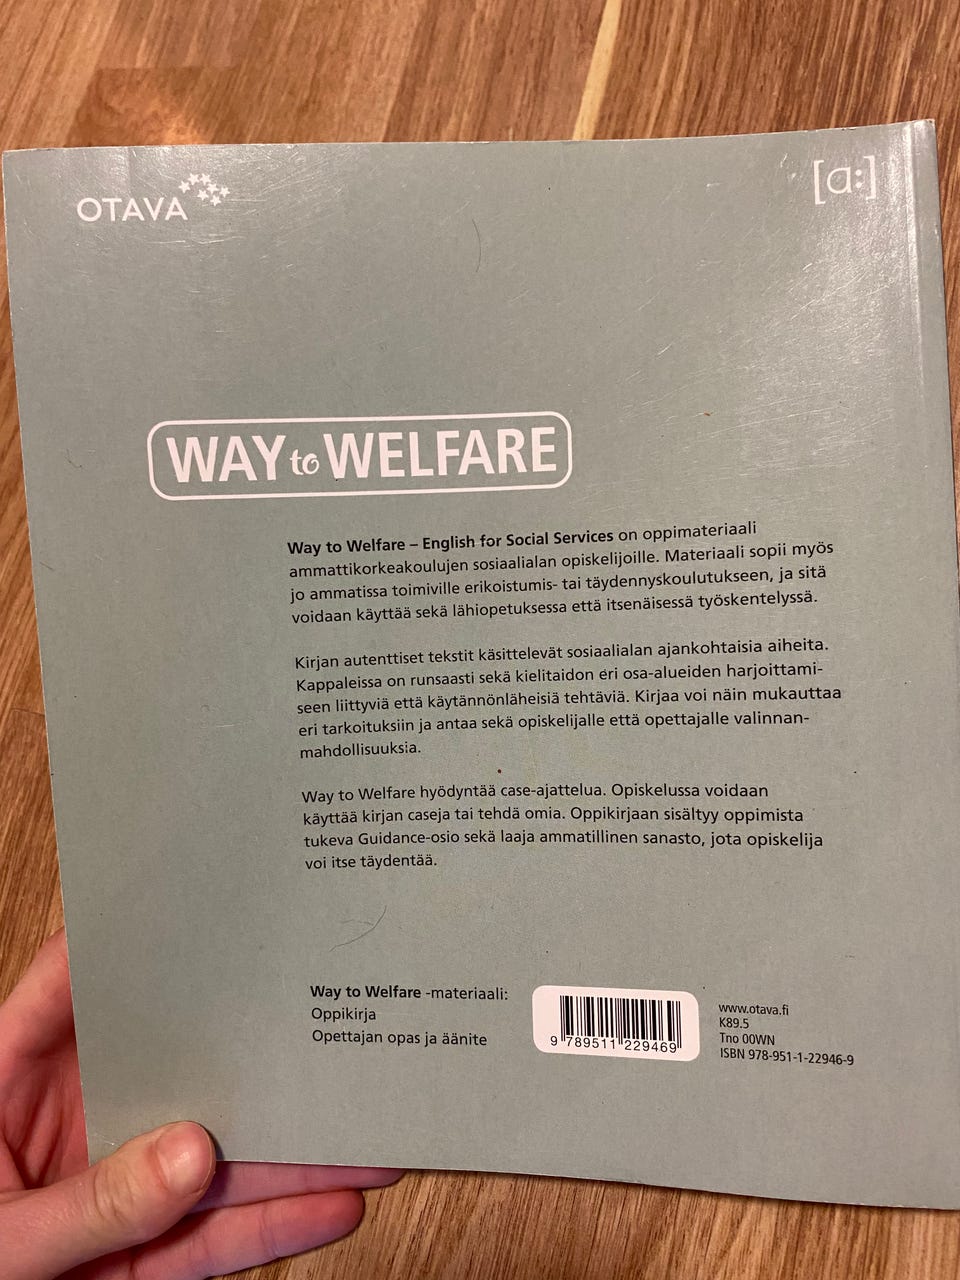 OTAVA
[a:]
WAY to WELFARE
Way to Welfare – English for Social Services on oppimateriaali
ammattikorkeakoulujen sosiaalialan opiskelijoille. Materiaali sopii myös
jo ammatissa toimiville erikoistumis- tai täydennyskoulutukseen, ja sitä
voidaan käyttää sekä lähiopetuksessa että itsenäisessä työskentelyssä.
Kirjan autenttiset tekstit käsittelevät sosiaalialan ajankohtaisia aiheita.
Kappaleissa on runsaasti sekä kielitaidon eri osa-alueiden harjoittami-
seen liittyviä että käytännönläheisiä tehtäviä. Kirjaa voi näin mukauttaa
eri tarkoituksiin ja antaa sekä opiskelijalle että opettajalle valinnan-
mahdollisuuksia.
Way to Welfare hyödyntää case-ajattelua. Opiskelussa voidaan
käyttää kirjan caseja tai tehdä omia. Oppikirjaan sisältyy oppimista
tukeva Guidance-osio sekä laaja ammatillinen sanasto, jota opiskelija
voi itse täydentää.
Way to Welfare -materiaali:
Oppikirja
Opettajan opas ja äänite
9 789511 229469
www.otava.fi
K89.5
Tno 00WN
ISBN 978-951-1-22946-9